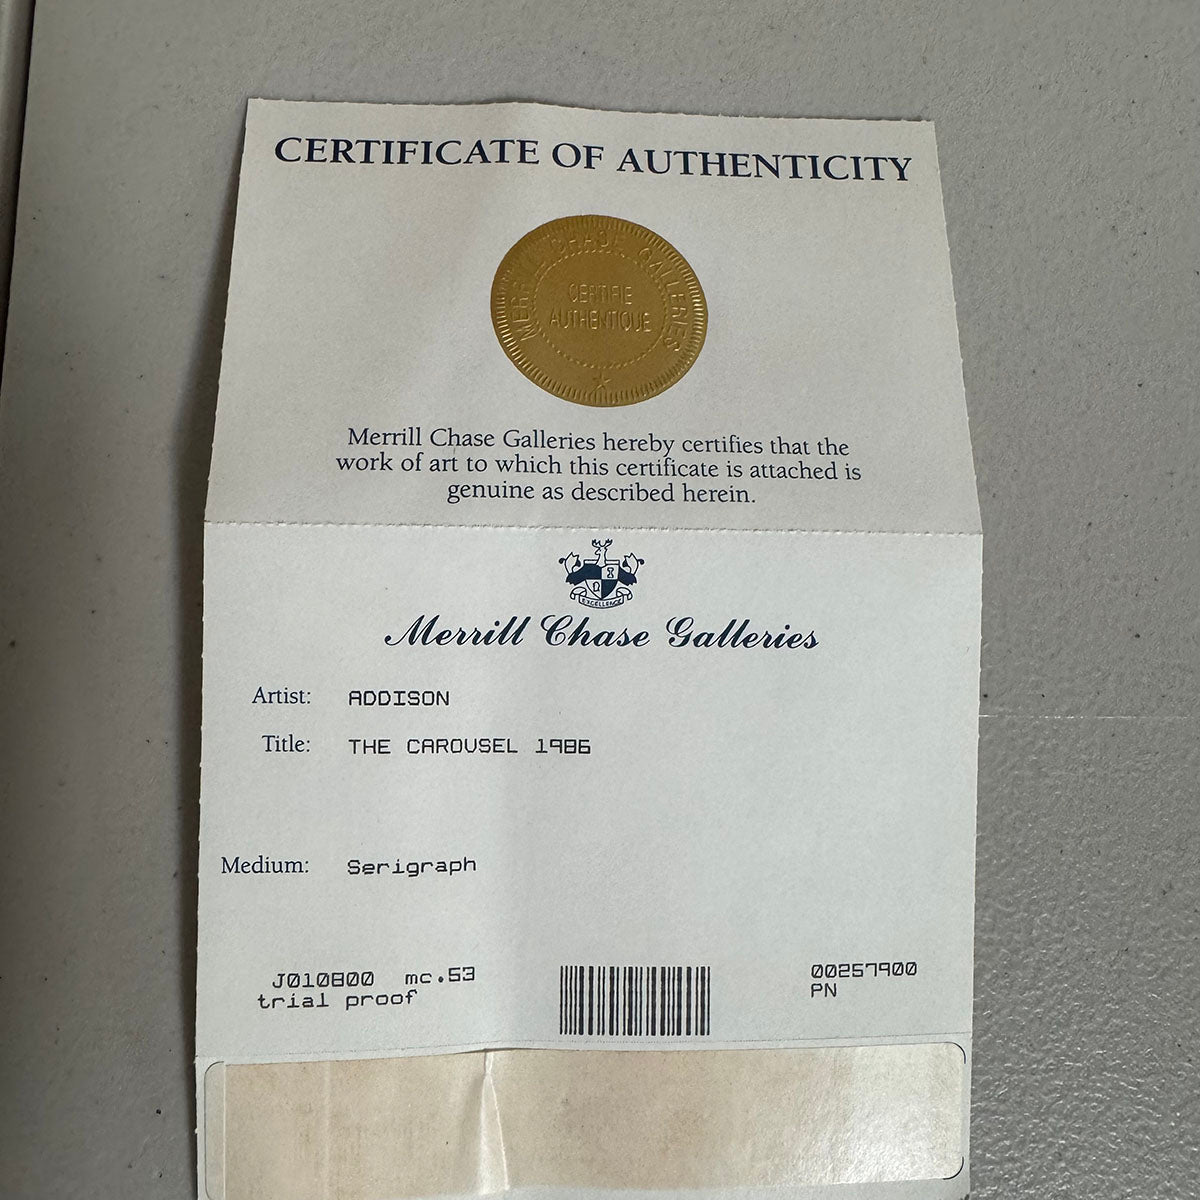 CERTIFICATE OF AUTHENTICITY
MERRILL CHASE GALLERIES
CERTIFIE
AUTHENTIQUE
Merrill Chase Galleries hereby certifies that the
work of art to which this certificate is attached is
genuine as described herein.
EXCELLENCE
Merrill Chase Galleries
Artist: ADDISON
Title: THE CAROUSEL 1986
Medium: Serigraph
J010800 mc.53 00257900
trial proof PN